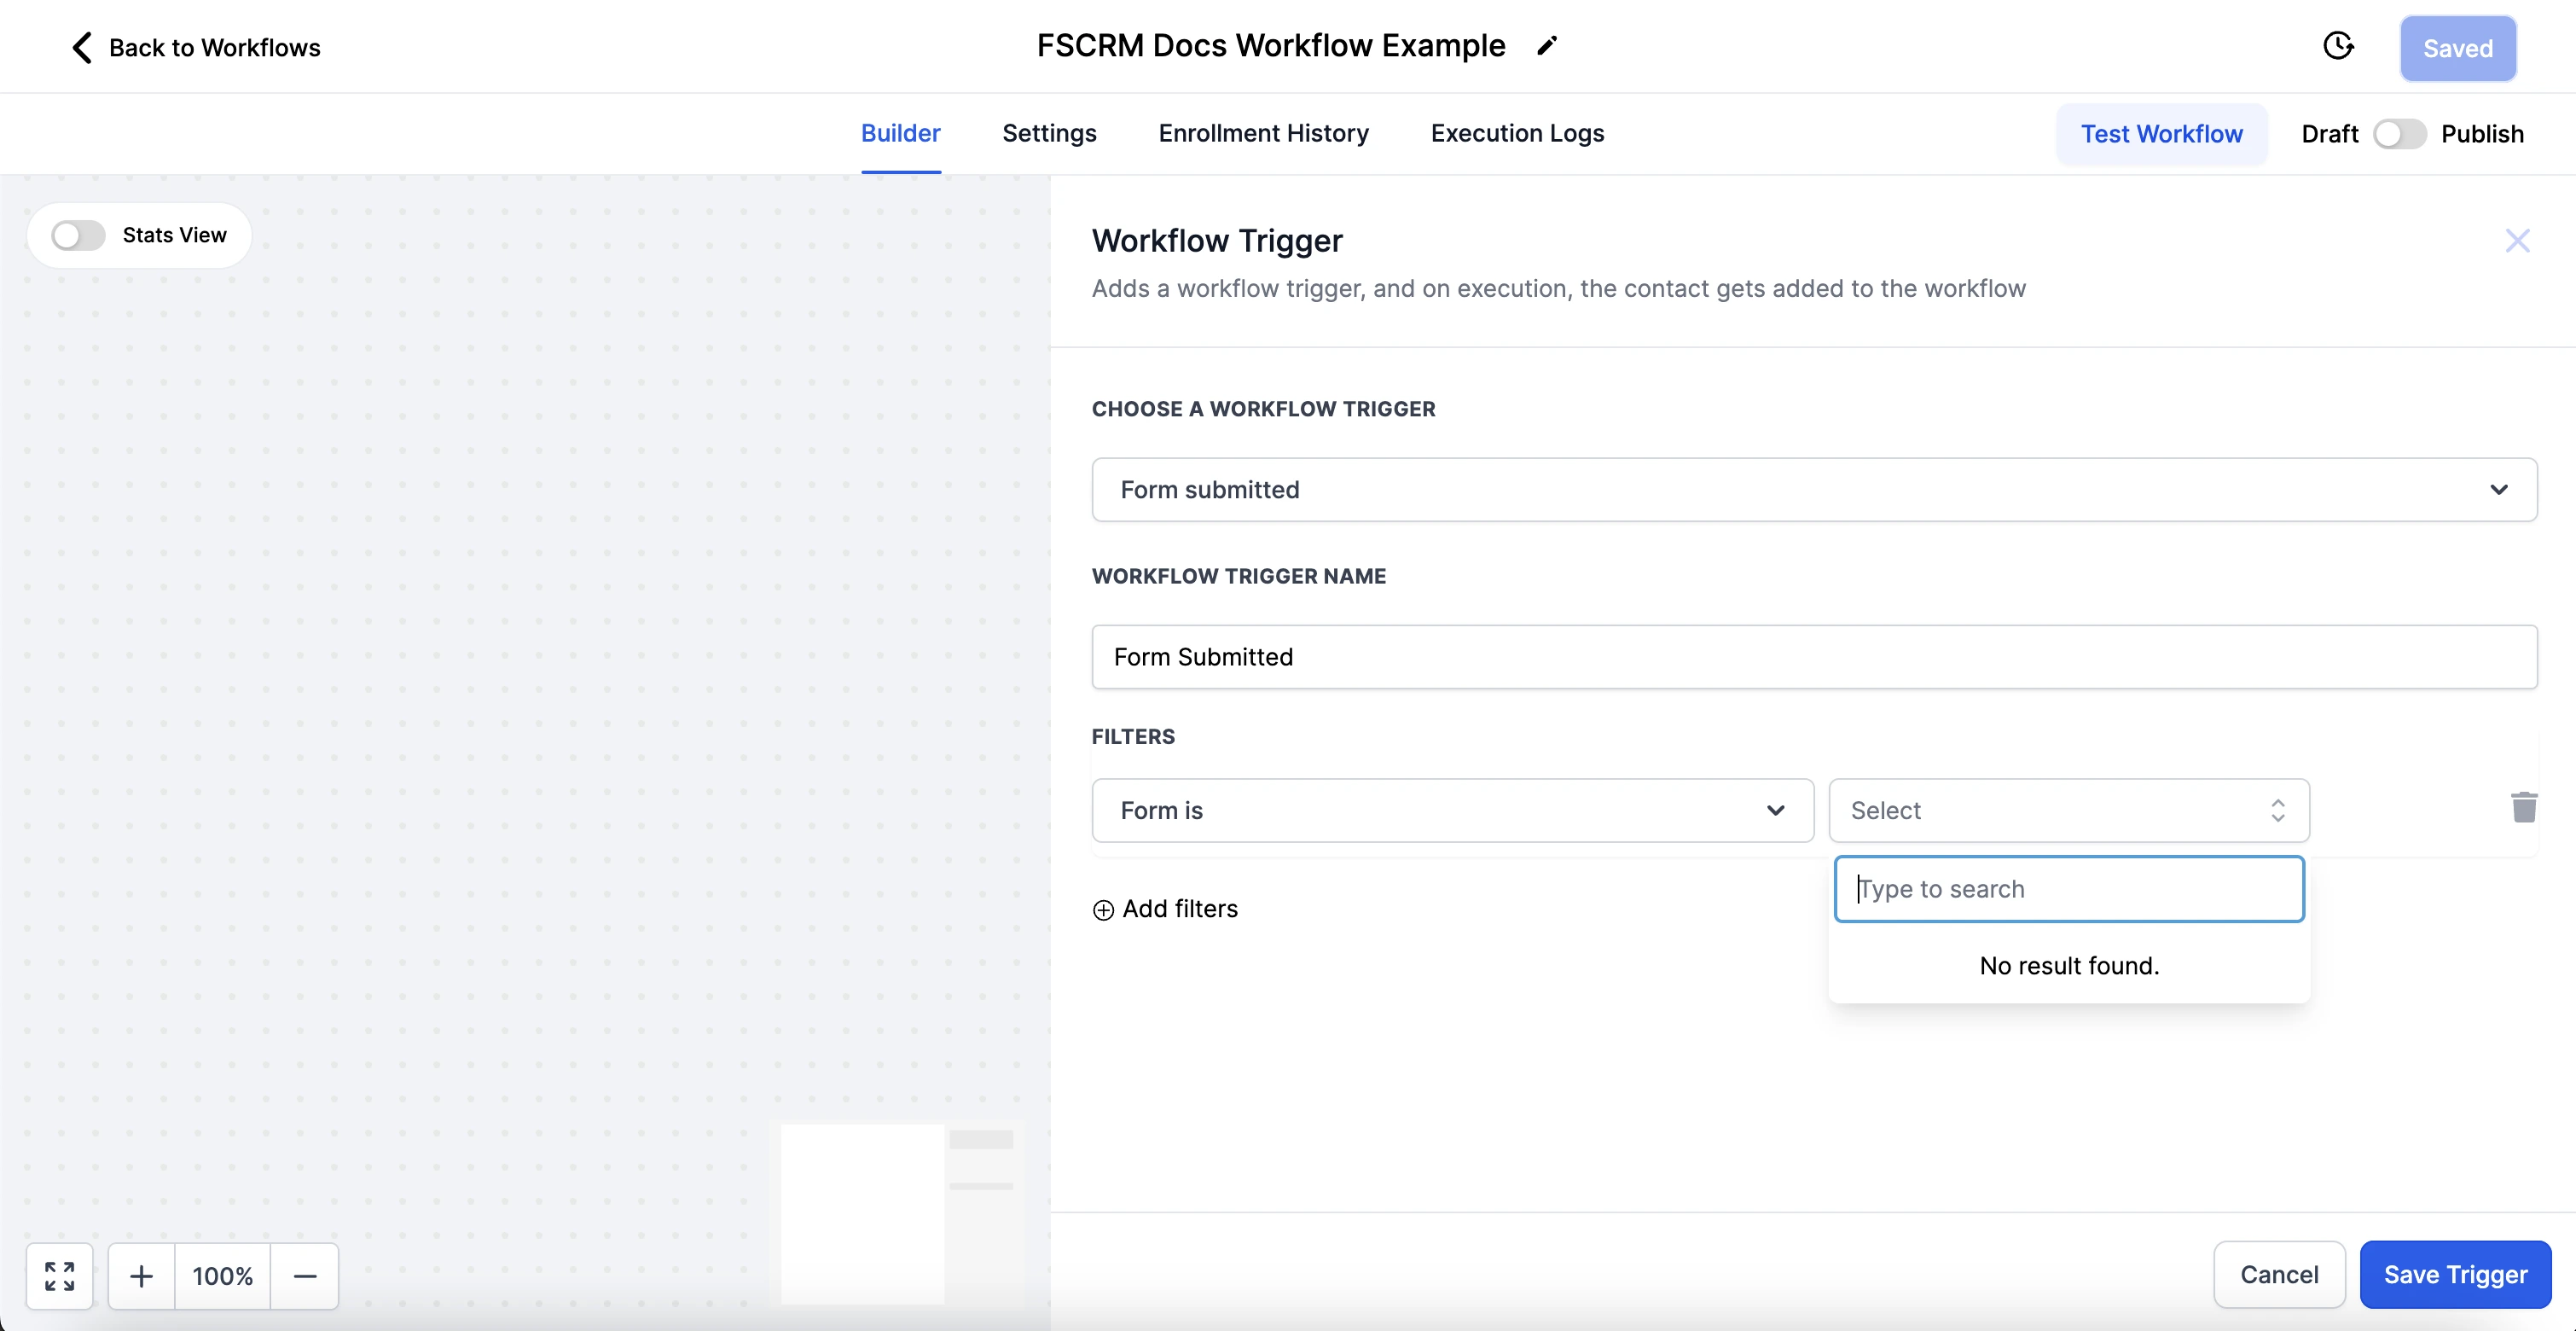 Back to Workflows
FSCRM Docs Workflow Example
Saved
Builder
Settings
Enrollment History
Execution Logs
Test Workflow
Draft
Publish
Stats View
Workflow Trigger
Adds a workflow trigger, and on execution, the contact gets added to the workflow
CHOOSE A WORKFLOW TRIGGER
Form submitted
WORKFLOW TRIGGER NAME
Form Submitted
FILTERS
Form is
Select
Type to search
No result found.
Add filters
100%
Cancel
Save Trigger